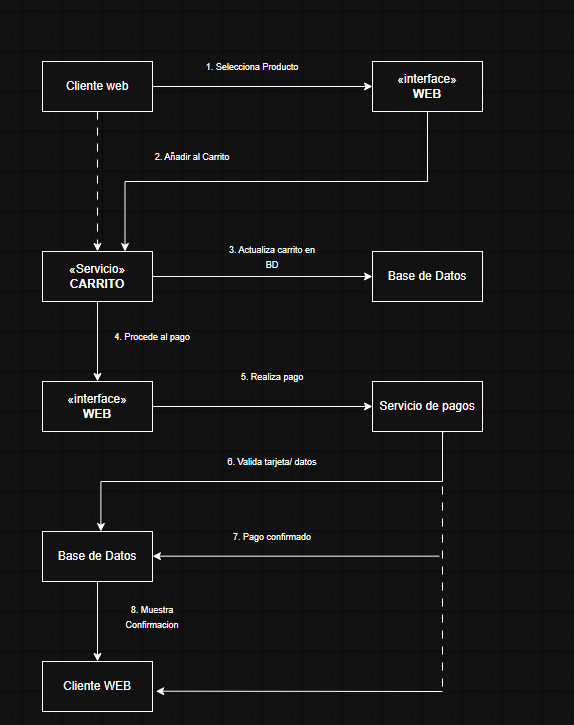 1. Selecciona Producto
Cliente web
«interface»
WEB
2. Añadir al Carrito
3. Actualiza carrito en
BD
«Servicio»
CARRITO
Base de Datos
4. Procede al pago
5. Realiza pago
«interface»
WEB
Servicio de pagos
6. Valida tarjeta/ datos
7. Pago confirmado
Base de Datos
8. Muestra
Confirmacion
Cliente WEB